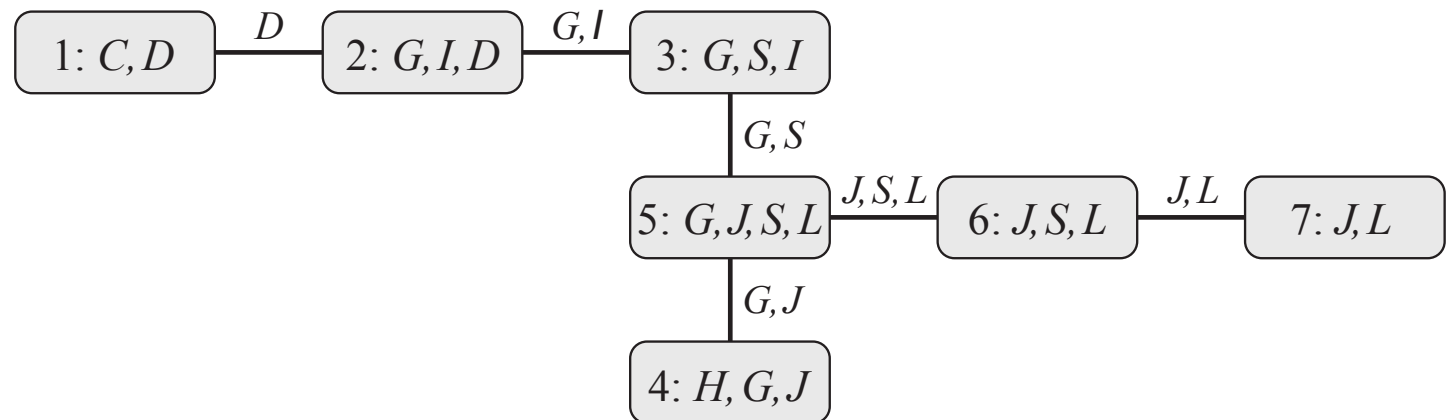 D
G, I
1: C, D
2: G, I, D
3: G, S, I
G, S
J, S, L
J, L
5: G, J, S, L
6: J, S, L
7: J, L
G, J
4: H, G, J